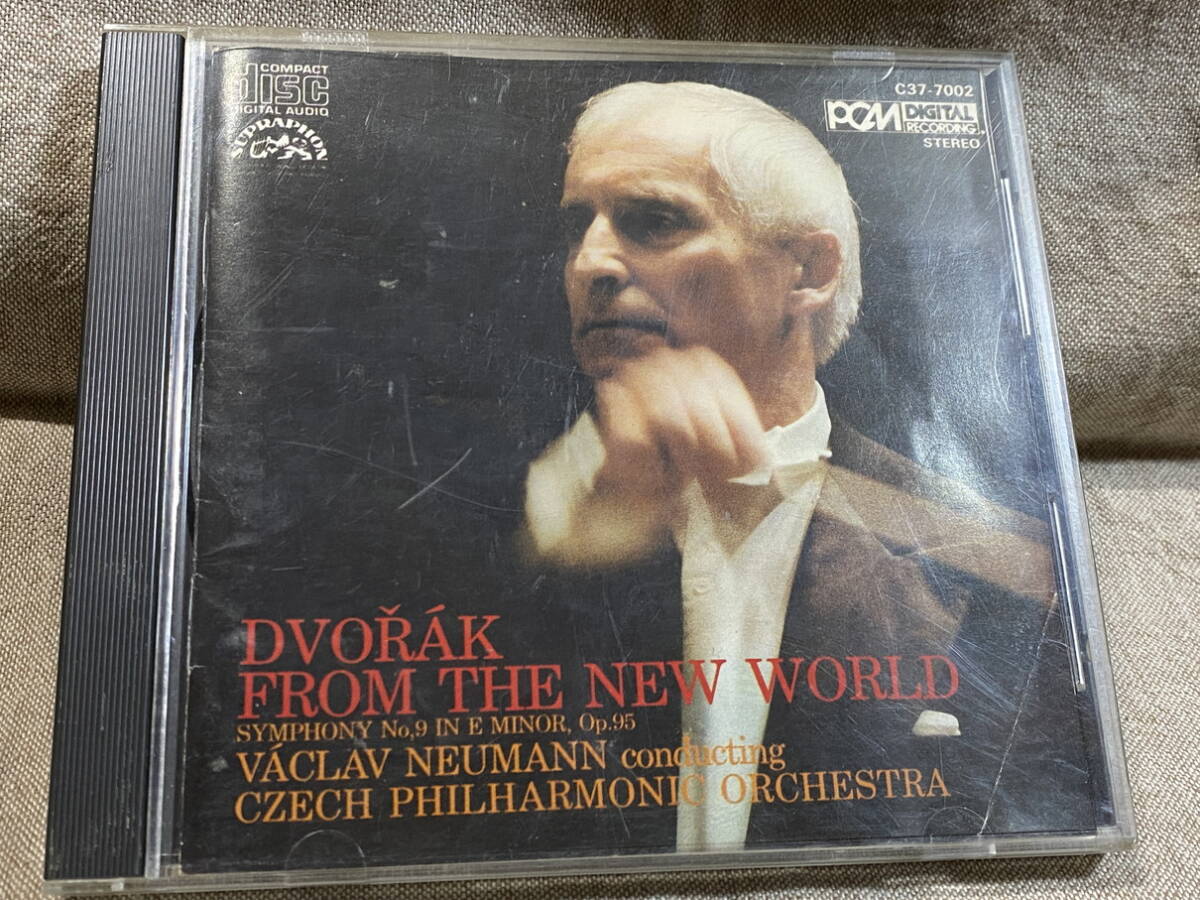 COMPACT
disc
DIGITAL AUDIO
SUPRAPHON
C37-7002
PCM DIGITAL
RECORDING
STEREO
DVOŘÁK
FROM THE NEW WORLD
SYMPHONY No,9 IN E MINOR, Op.95
VÁCLAV NEUMANN conducting
CZECH PHILHARMONIC ORCHESTRA